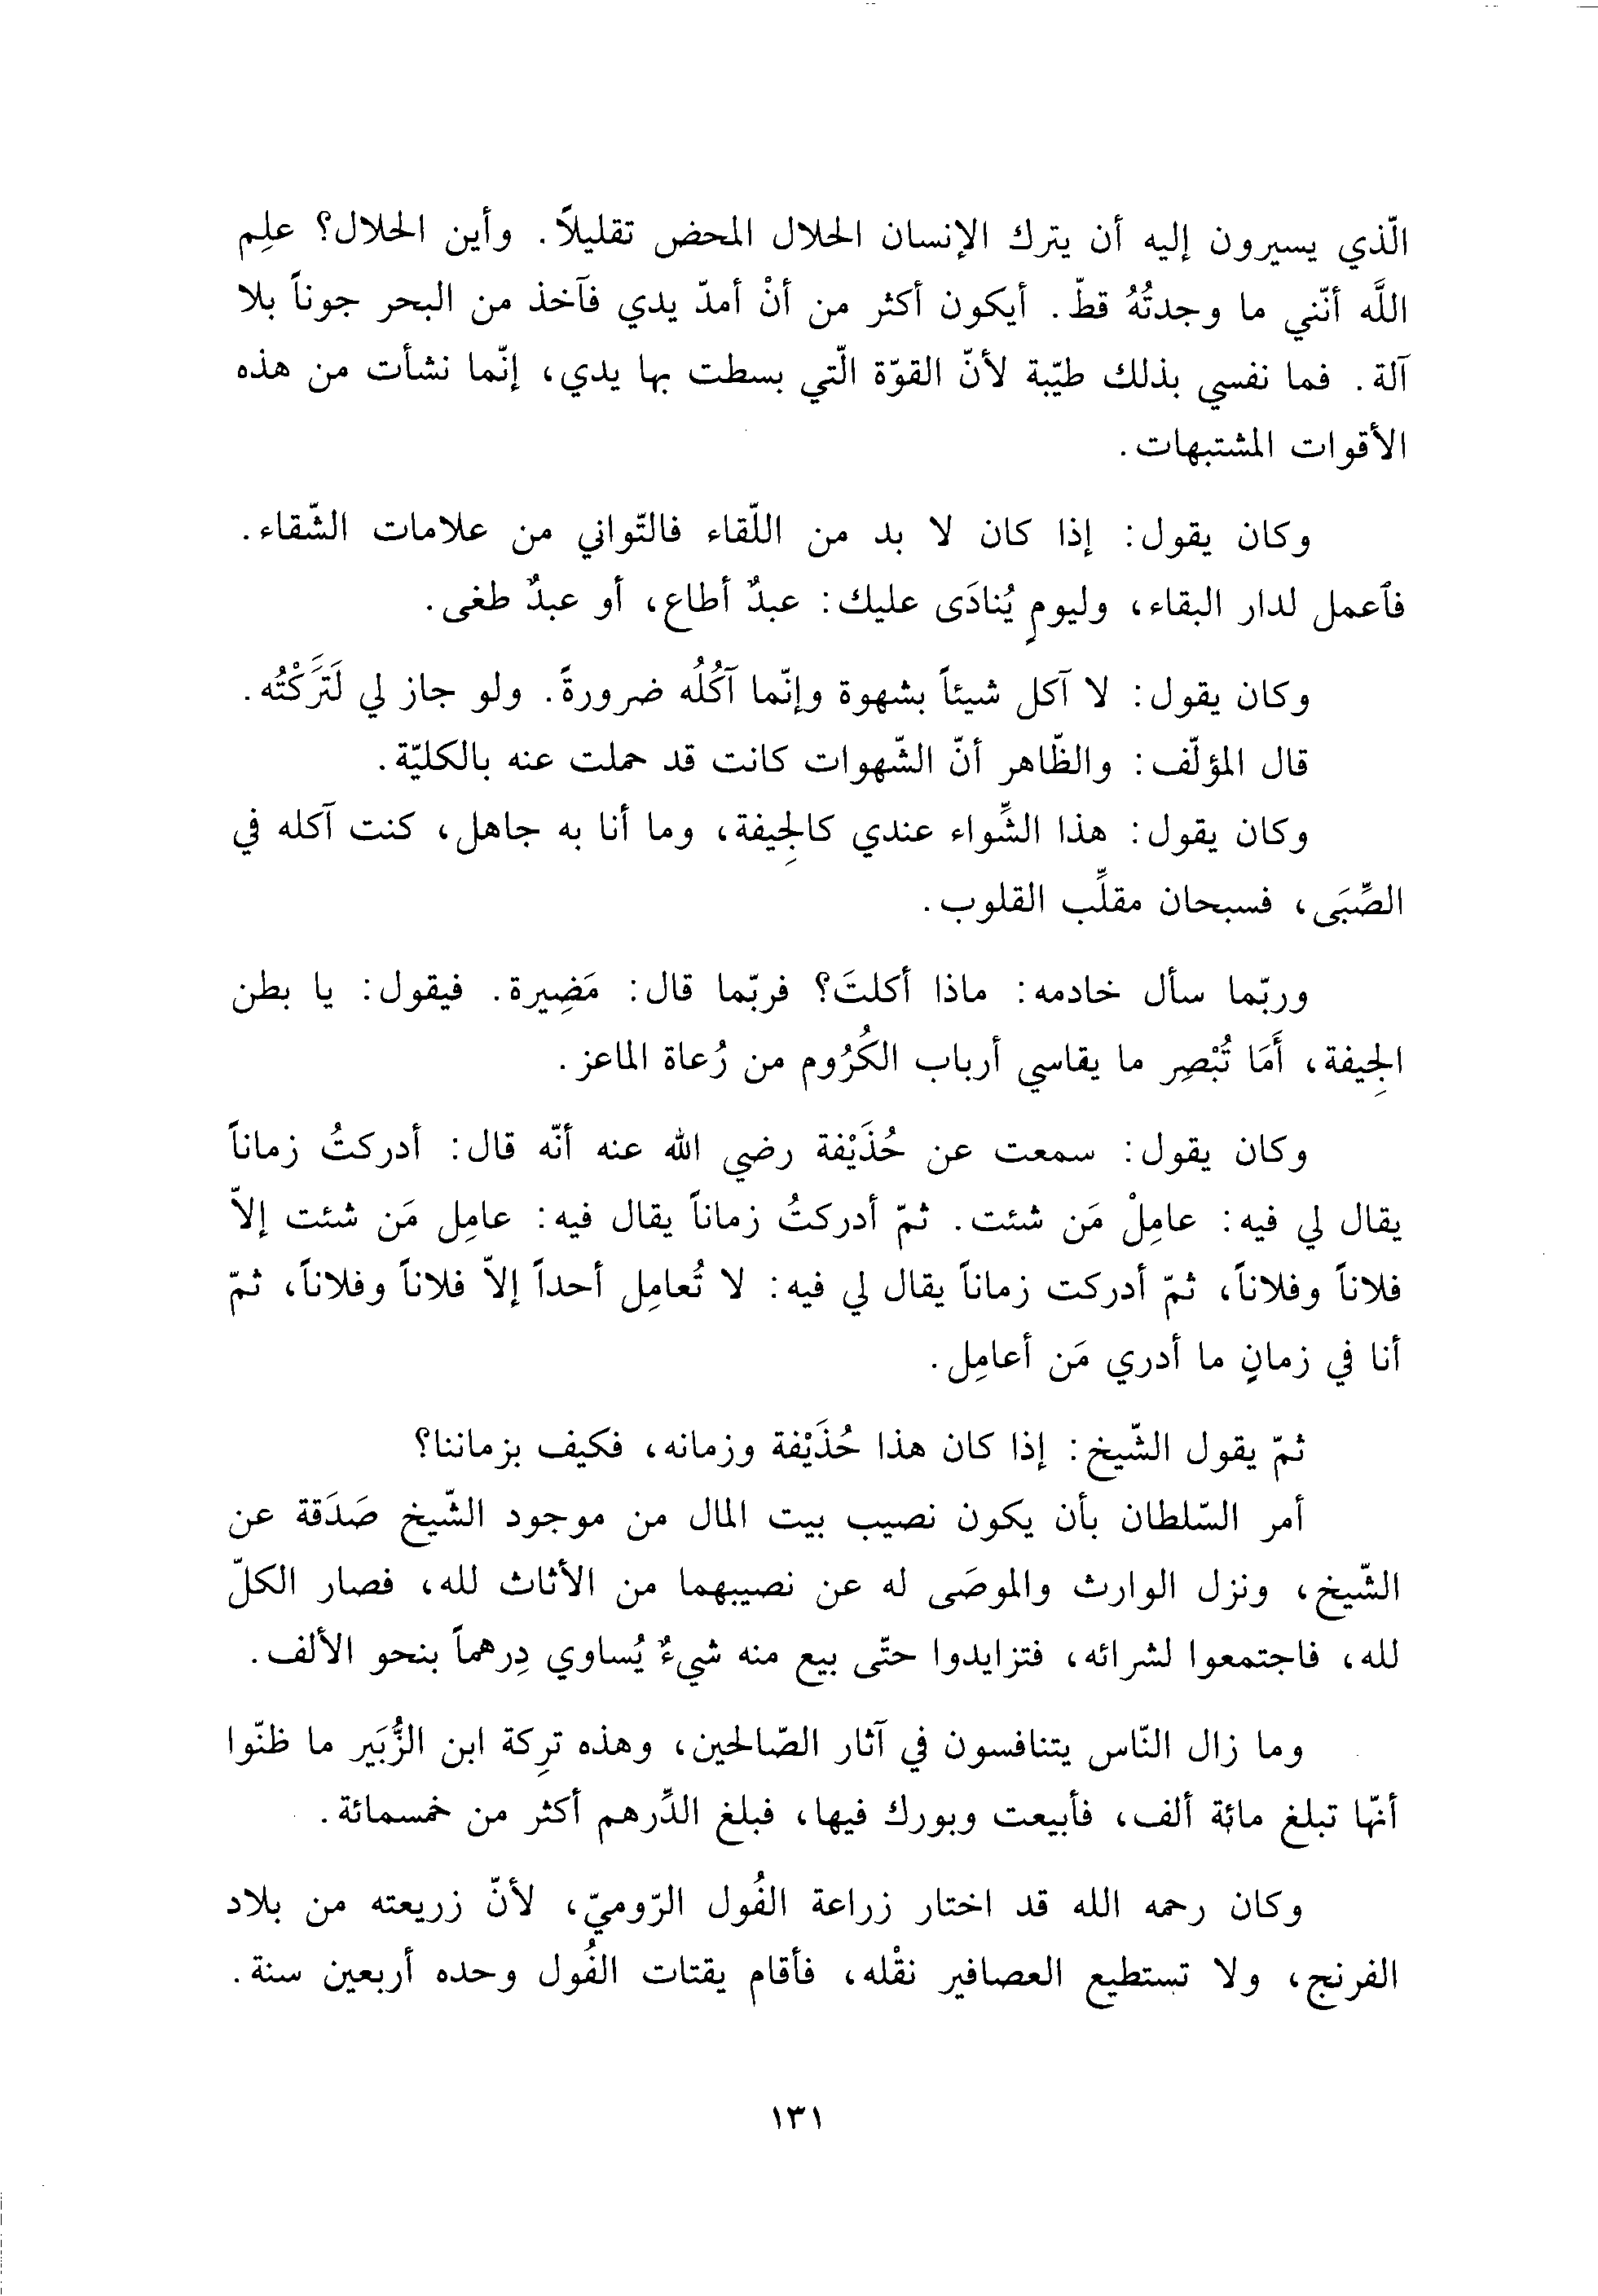 الّذي يسيرون إليه أن يترك الإنسان الحلال المحض تقليلاً. وأين الحلال؟ علِم
اللَّه أنّني ما وجدتُهُ قطّ. أيكون أكثر من أنْ أمدّ يدي فآخذ من البحر جوناً بلا
آلة. فما نفسي بذلك طيّبة لأنّ القوّة الّتي بسطت بها يدي، إنّما نشأت من هذه
الأقوات المشتبهات.
وكان يقول: إذا كان لا بد من اللّقاء فالتّواني من علامات الشّقاء.
فٱعمل لدار البقاء، وليومٍ يُنادَى عليك: عبدٌ أطاع، أو عبدٌ طغى.
وكان يقول: لا آكل شيئاً بشهوة وإنّما آكُلُه ضرورةً. ولو جاز لي لَتَرَكْتُه.
قال المؤلّف: والظّاهر أنّ الشّهوات كانت قد حملت عنه بالكليّة.
وكان يقول: هذا الشِّواء عندي كالجِيفة، وما أنا به جاهل، كنت آكله في
الصِّبَى، فسبحان مقلِّب القلوب.
وربّما سأل خادمه: ماذا أكلتَ؟ فربّما قال: مَضِيرة. فيقول: يا بطن
الجِيفة، أَمَا تُبْصِر ما يقاسي أرباب الكُرُوم من رُعاة الماعز.
وكان يقول: سمعت عن حُذَيْفة رضي الله عنه أنّه قال: أدركتُ زماناً
يقال لي فيه: عامِلْ مَن شئت. ثمّ أدركتُ زماناً يقال فيه: عامِل مَن شئت إلاّ
فلاناً وفلاناً، ثمّ أدركت زماناً يقال لي فيه: لا تُعامِل أحداً إلاّ فلاناً وفلاناً، ثمّ
أنا في زمانٍ ما أدري مَن أعامِل.
ثمّ يقول الشّيخ: إذا كان هذا حُذَيْفة وزمانه، فكيف بزماننا؟
أمر السّلطان بأن يكون نصيب بيت المال من موجود الشّيخ صَدَقة عن
الشّيخ، ونزل الوارث والموصَى له عن نصيبهما من الأثاث لله، فصار الكلّ
لله، فاجتمعوا لشرائه، فتزايدوا حتّى بيع منه شيءٌ يُساوي دِرهماً بنحو الألف.
وما زال النّاس يتنافسون في آثار الصّالحين، وهذه ترِكة ابن الزُّبَير ما ظنّوا
أنّها تبلغ مائة ألف، فأبيعت وبورك فيها، فبلغ الدِّرهم أكثر من خمسمائة.
وكان رحمه الله قد اختار زراعة الفُول الرّوميّ، لأنّ زريعته من بلاد
الفرنج، ولا تستطيع العصافير نقْله، فأقام يقتات الفُول وحده أربعين سنة.
١٣١